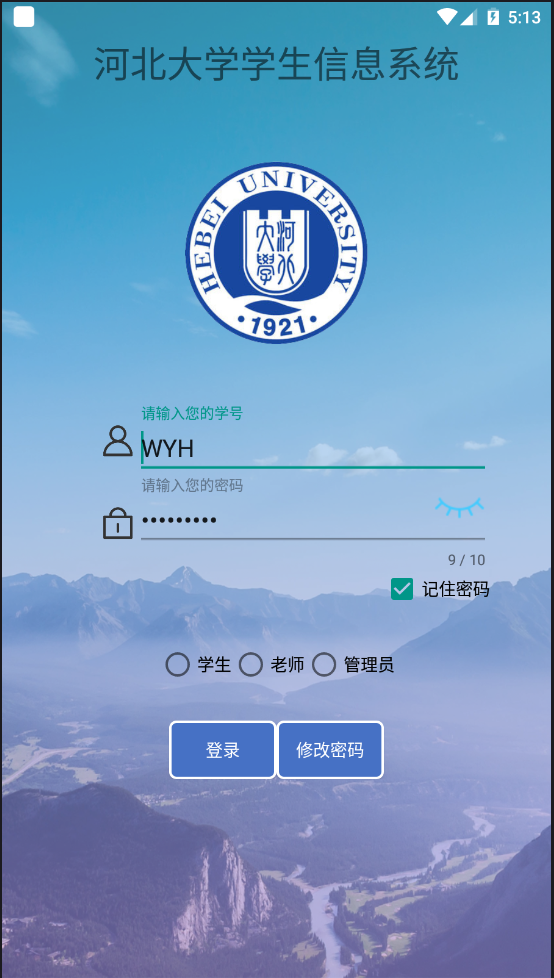 5:13
河北大学学生信息系统
HEBEI UNIVERSITY
河北
大學
1921
请输入您的学号
WYH
请输入您的密码
•••••••••
9 / 10
记住密码
学生 老师 管理员
登录 修改密码